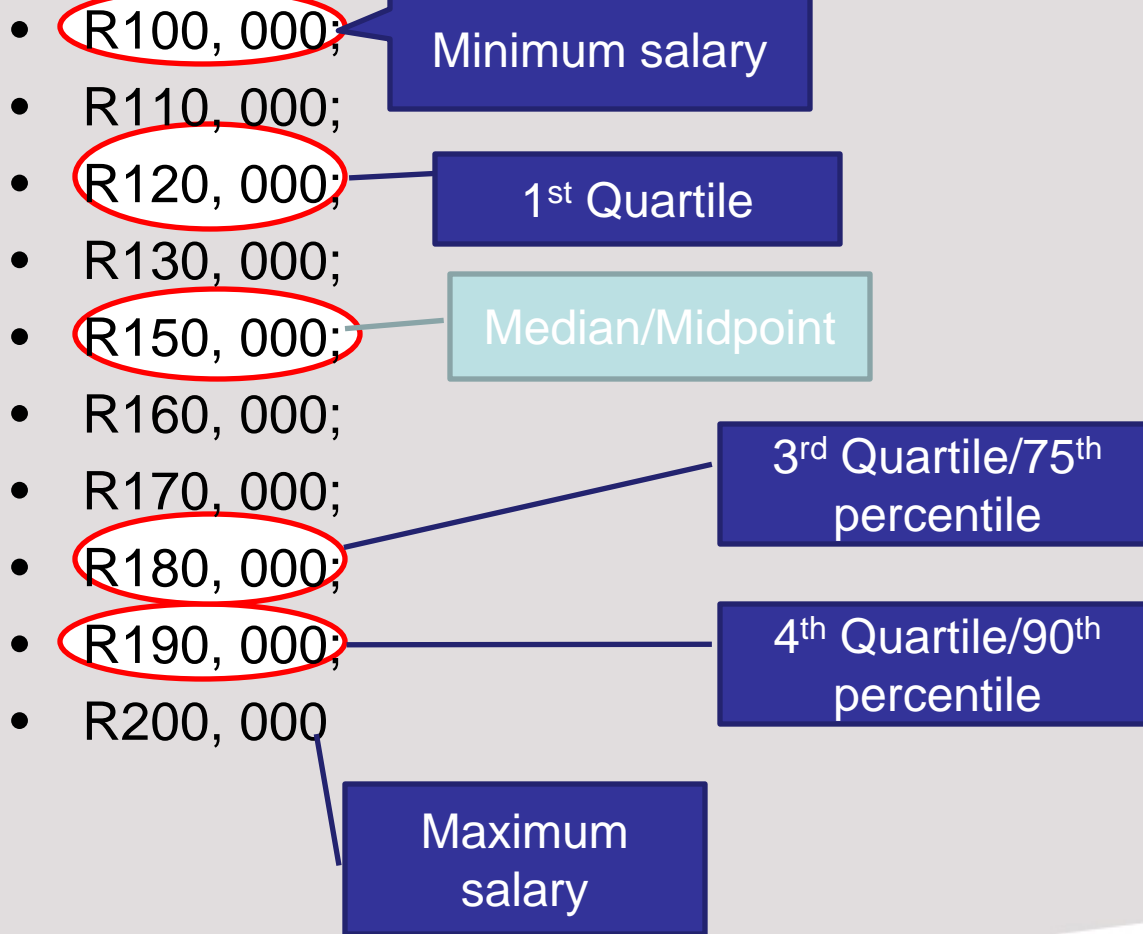 • R100, 000;
Minimum salary
• R110, 000;
• R120, 000;
1st Quartile
• R130, 000;
• R150, 000;
Median/Midpoint
• R160, 000;
• R170, 000;
3rd Quartile/75th
percentile
• R180, 000;
• R190, 000;
4th Quartile/90th
percentile
• R200, 000
Maximum
salary